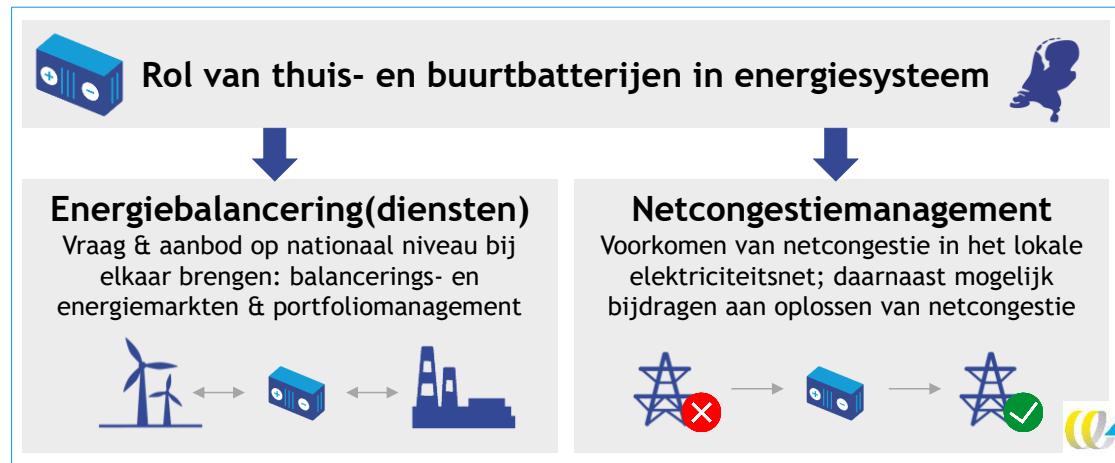 Rol van thuis- en buurtbatterijen in energiesysteem
Energiebalancering(diensten)
Vraag & aanbod op nationaal niveau bij
elkaar brengen: balancerings- en
energiemarkten & portfoliomanagement
Netcongestiemanagement
Voorkomen van netcongestie in het lokale
elektriciteitsnet; daarnaast mogelijk
bijdragen aan oplossen van netcongestie